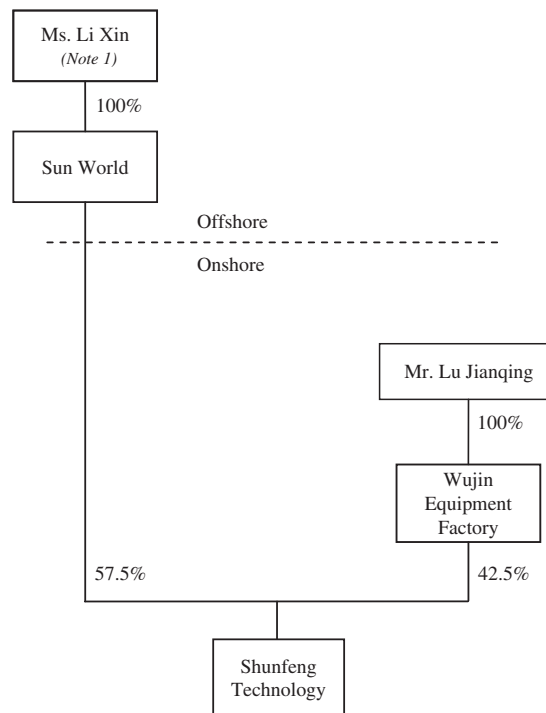 Ms. Li Xin
(Note 1)
100%
Sun World
Offshore
Onshore
Mr. Lu Jianqing
100%
Wujin
Equipment
Factory
57.5%
42.5%
Shunfeng
Technology